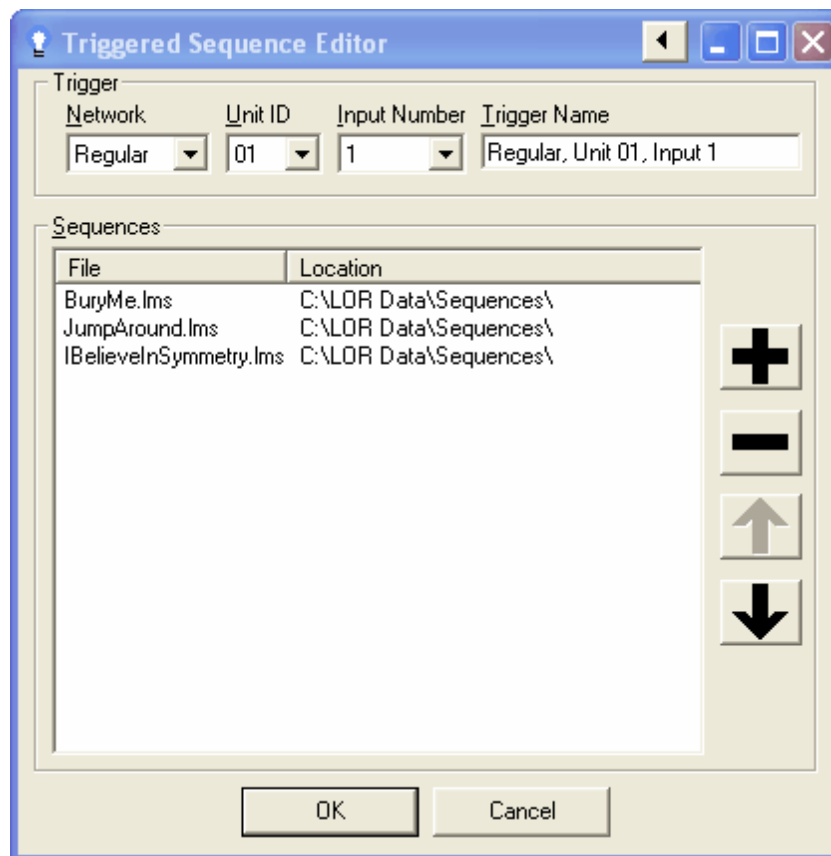 Triggered Sequence Editor
Trigger
Network Unit ID Input Number Trigger Name
Regular 01 1 Regular, Unit 01, Input 1
Sequences
File Location
BuryMe.lms C:\LOR Data\Sequences\
JumpAround.lms C:\LOR Data\Sequences\
IBelieveInSymmetry.lms C:\LOR Data\Sequences\
OK Cancel